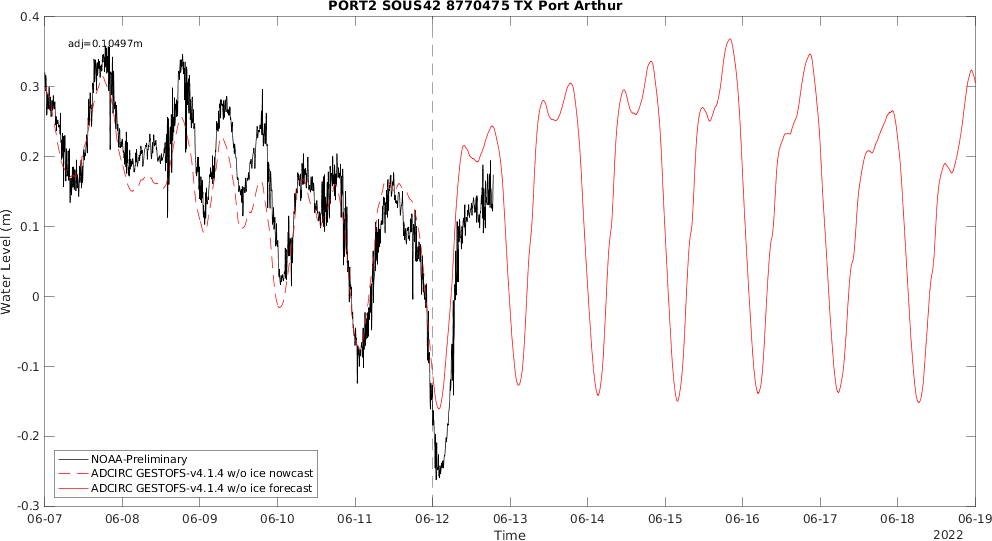 PORT2 SOUS42 8770475 TX Port Arthur
adj=0.10497m
0.4
0.3
0.2
0.1
0
-0.1
-0.2
-0.3
Water Level (m)
NOAA-Preliminary
ADCIRC GESTOFS-v4.1.4 w/o ice nowcast
ADCIRC GESTOFS-v4.1.4 w/o ice forecast
06-07 06-08 06-09 06-10 06-11 06-12 06-13 06-14 06-15 06-16 06-17 06-18 06-19
Time
2022